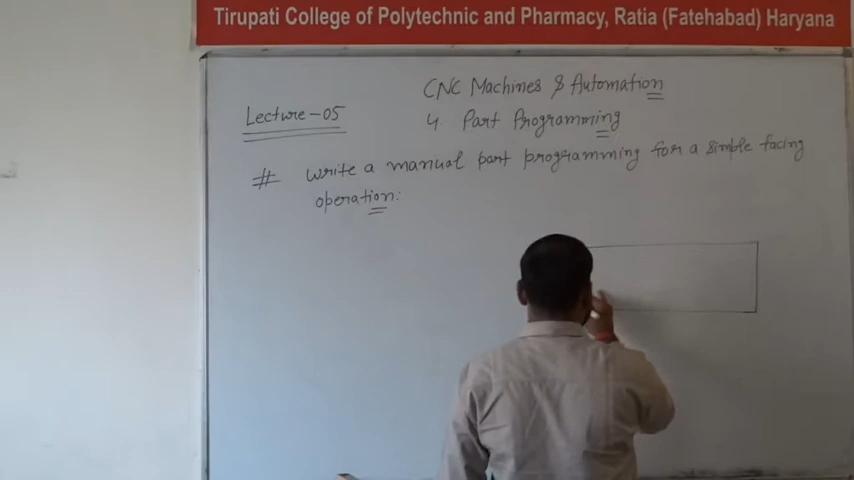 Tirupati College of Polytechnic and Pharmacy, Ratia (Fatehabad) Haryana
CNC Machines & Automation
Lecture-05
4. Part Programming
# Write a manual part programming for a simple facing
operation: